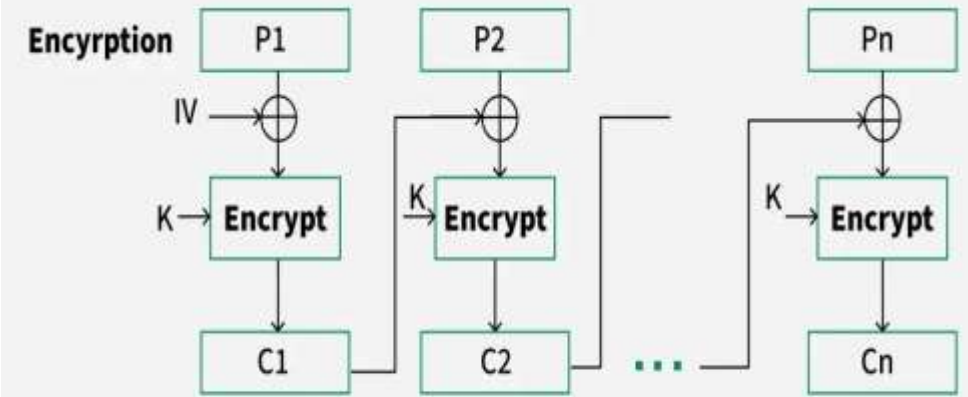 Encyrption P1 P2 Pn
IV
K Encrypt K Encrypt K Encrypt
C1 C2 ... Cn